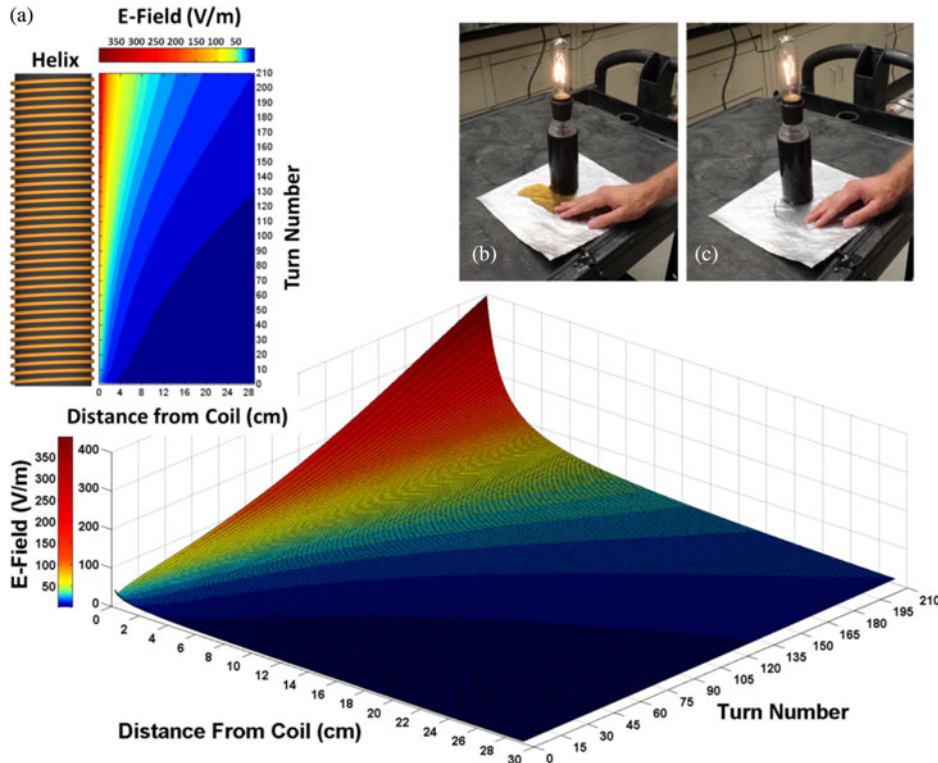 (a)
E-Field (V/m)
350 300 250 200 150 100 50
Helix
210
200
190
180
170
160
150
140
130
120
110
100
90
80
70
60
50
40
30
20
10
0
Turn Number
0 4 8 12 16 20 24 28
Distance from Coil (cm)
(b)
(c)
E-Field (V/m)
350
300
250
200
150
100
50
400
300
200
100
0
0 2 4 6 8 10 12 14 16 18 20 22 24 26 28 30
Distance From Coil (cm)
0 15 30 45 60 75 90 105 120 135 150 165 180 195 210
Turn Number